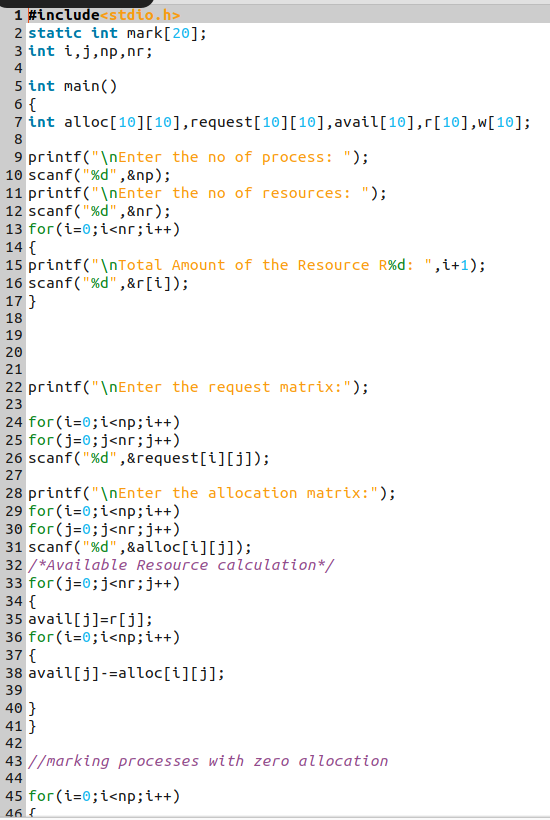 1 #include<stdio.h>
2 static int mark[20];
3 int i,j,np,nr;
4
5 int main()
6 {
7 int alloc[10][10],request[10][10],avail[10],r[10],w[10];
8
9 printf("\nEnter the no of process: ");
10 scanf("%d",&np);
11 printf("\nEnter the no of resources: ");
12 scanf("%d",&nr);
13 for(i=0;i<nr;i++)
14 {
15 printf("\nTotal Amount of the Resource R%d: ",i+1);
16 scanf("%d",&r[i]);
17 }
18
19
20
21
22 printf("\nEnter the request matrix:");
23
24 for(i=0;i<np;i++)
25 for(j=0;j<nr;j++)
26 scanf("%d",&request[i][j]);
27
28 printf("\nEnter the allocation matrix:");
29 for(i=0;i<np;i++)
30 for(j=0;j<nr;j++)
31 scanf("%d",&alloc[i][j]);
32 /*Available Resource calculation*/
33 for(j=0;j<nr;j++)
34 {
35 avail[j]=r[j];
36 for(i=0;i<np;i++)
37 {
38 avail[j]-=alloc[i][j];
39
40 }
41 }
42
43 //marking processes with zero allocation
44
45 for(i=0;i<np;i++)
46 {